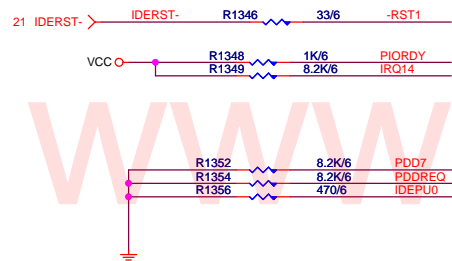 21 IDERST- IDERST- R1346 33/6 -RST1
VCC R1348 1K/6 PIORDY
R1349 8.2K/6 IRQ14
WWW
R1352 8.2K/6 PDD7
R1354 8.2K/6 PDDREQ
R1356 470/6 IDEPU0